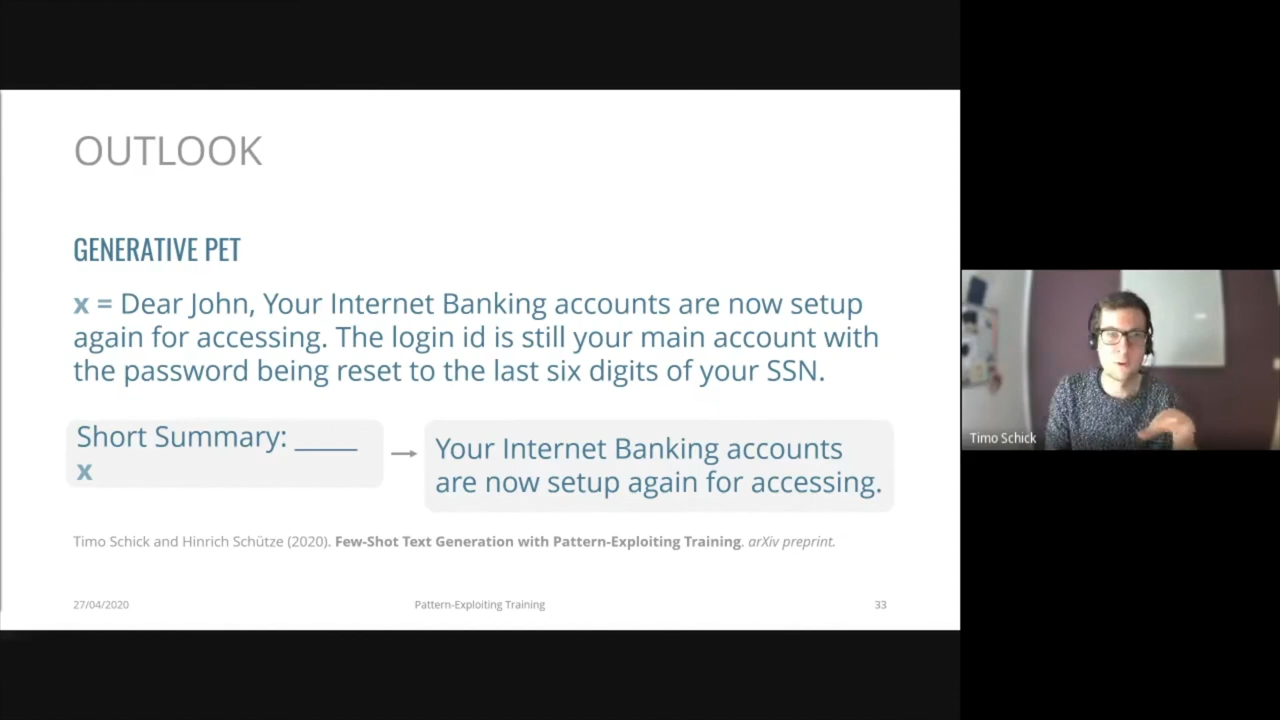 OUTLOOK
GENERATIVE PET
x = Dear John, Your Internet Banking accounts are now setup
again for accessing. The login id is still your main account with
the password being reset to the last six digits of your SSN.
Short Summary: _____
x
Your Internet Banking accounts
are now setup again for accessing.
Timo Schick and Hinrich Schütze (2020). Few-Shot Text Generation with Pattern-Exploiting Training. arXiv preprint.
27/04/2020
Pattern-Exploiting Training
33
Timo Schick